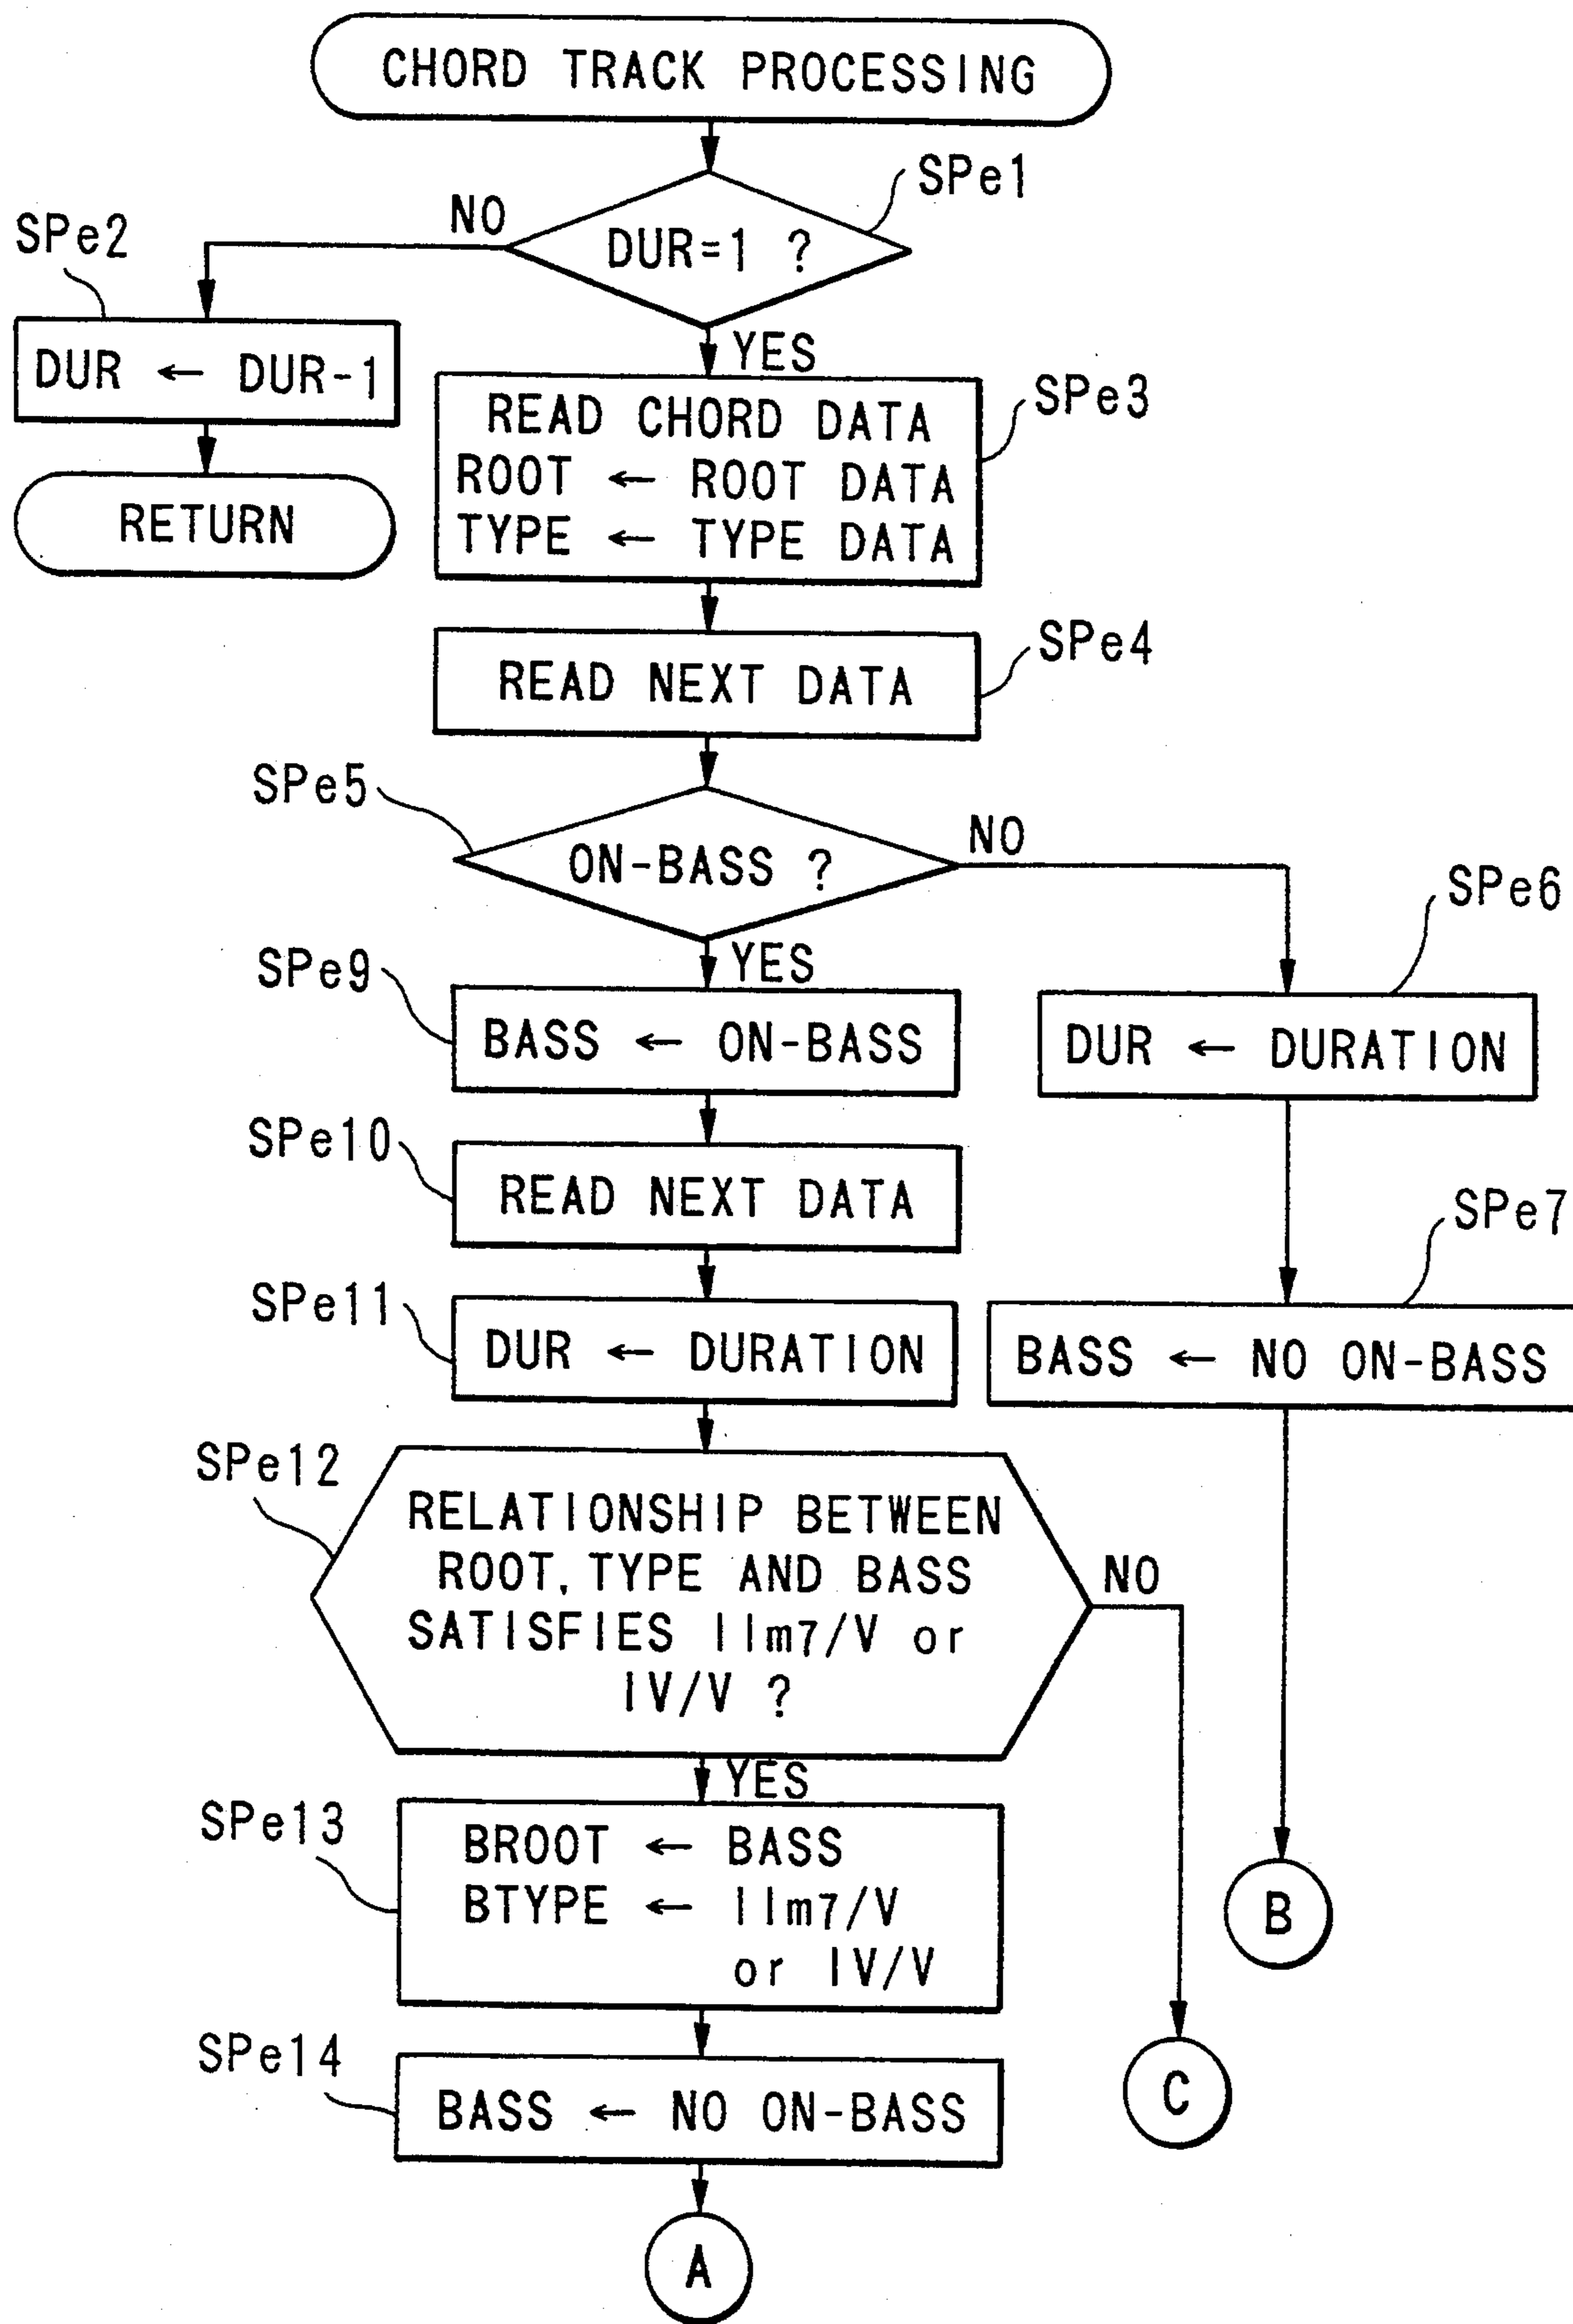 CHORD TRACK PROCESSING
SPe1
NO
SPe2
DUR=1 ?
DUR ← DUR-1
YES
SPe3
READ CHORD DATA
ROOT ← ROOT DATA
TYPE ← TYPE DATA
RETURN
SPe4
READ NEXT DATA
SPe5
NO
ON-BASS ?
SPe6
YES
SPe9
BASS ← ON-BASS
DUR ← DURATION
SPe10
READ NEXT DATA
SPe7
SPe11
DUR ← DURATION
BASS ← NO ON-BASS
SPe12
RELATIONSHIP BETWEEN
ROOT, TYPE AND BASS
NO
SATISFIES IIm7/V or
IV/V ?
YES
SPe13
BROOT ← BASS
BTYPE ← IIm7/V
or IV/V
B
SPe14
BASS ← NO ON-BASS
C
A